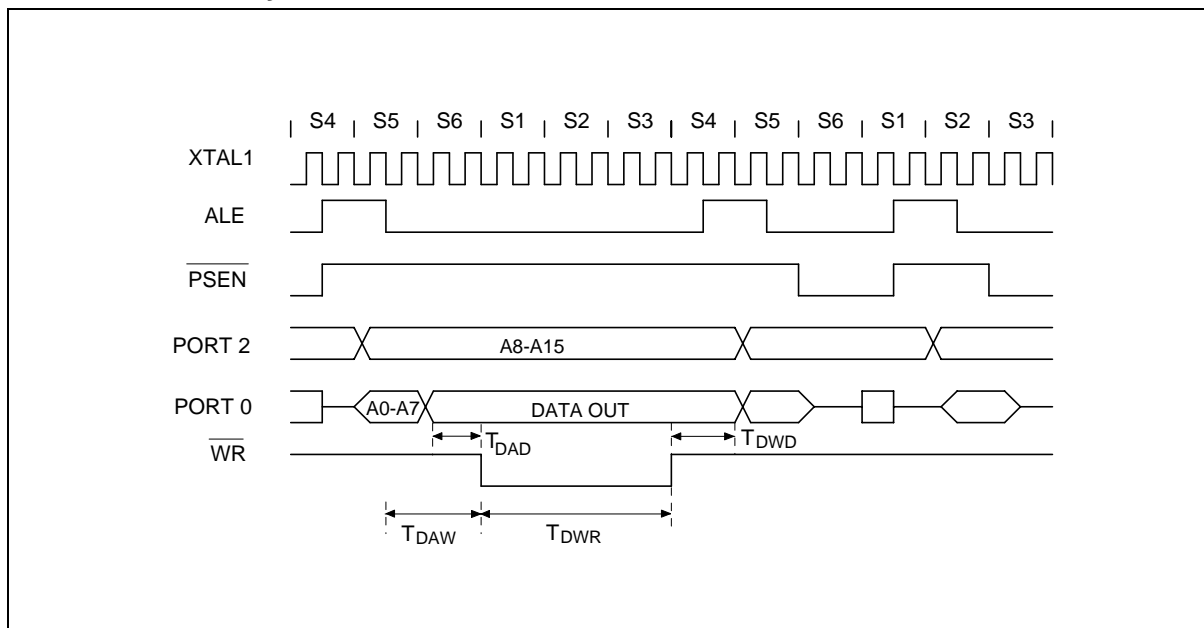 S4 S5 S6 S1 S2 S3 S4 S5 S6 S1 S2 S3
XTAL1
ALE
PSEN
PORT 2 A8-A15
PORT 0 A0-A7 DATA OUT
TDAD TDWD
WR
TDAW TDWR